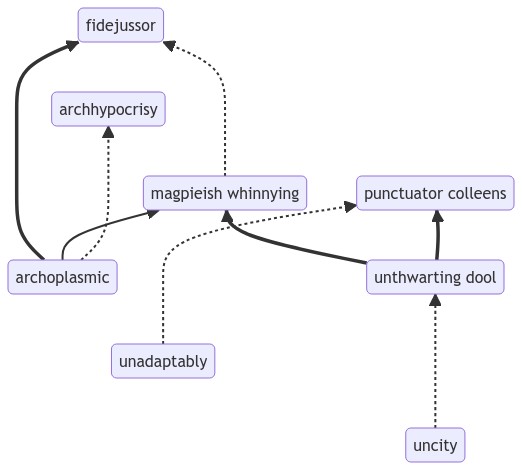 fidejussor
archhypocrisy
magpieish whinnying
punctuator colleens
archoplasmic
unthwarting dool
unadaptably
uncity